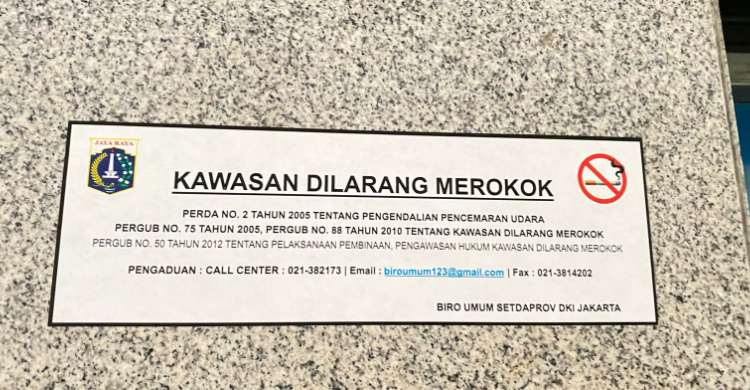 JAYA RAYA
KAWASAN DILARANG MEROKOK
PERDA NO. 2 TAHUN 2005 TENTANG PENGENDALIAN PENCEMARAN UDARA
PERGUB NO. 75 TAHUN 2005, PERGUB NO. 88 TAHUN 2010 TENTANG KAWASAN DILARANG MEROKOK
PERGUB NO. 50 TAHUN 2012 TENTANG PELAKSANAAN PEMBINAAN, PENGAWASAN HUKUM KAWASAN DILARANG MEROKOK
PENGADUAN : CALL CENTER : 021-382173 | Email : biroumum123@gmail.com | Fax : 021-3814202
BIRO UMUM SETDAPROV DKI JAKARTA